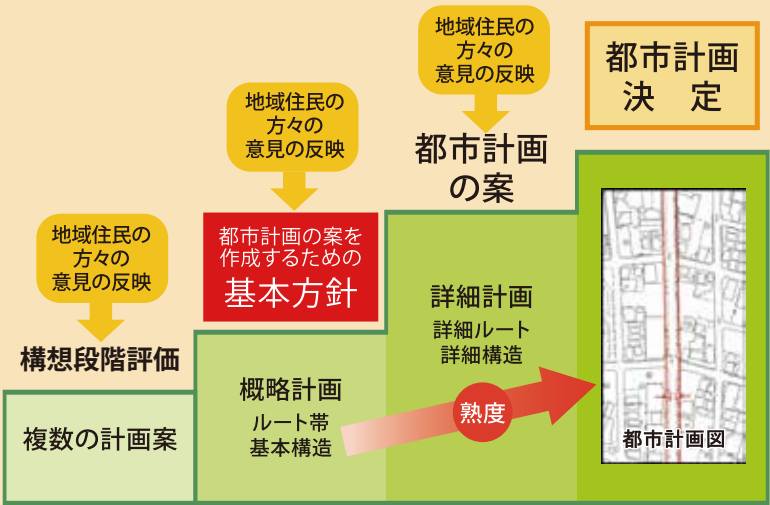 地域住民の
方々の
意見の反映
構想段階評価
複数の計画案
地域住民の
方々の
意見の反映
都市計画の案を
作成するための
基本方針
概略計画
ルート帯
基本構造
地域住民の
方々の
意見の反映
都市計画
の案
詳細計画
詳細ルート
詳細構造
熟度
都市計画
決　定
都市計画図